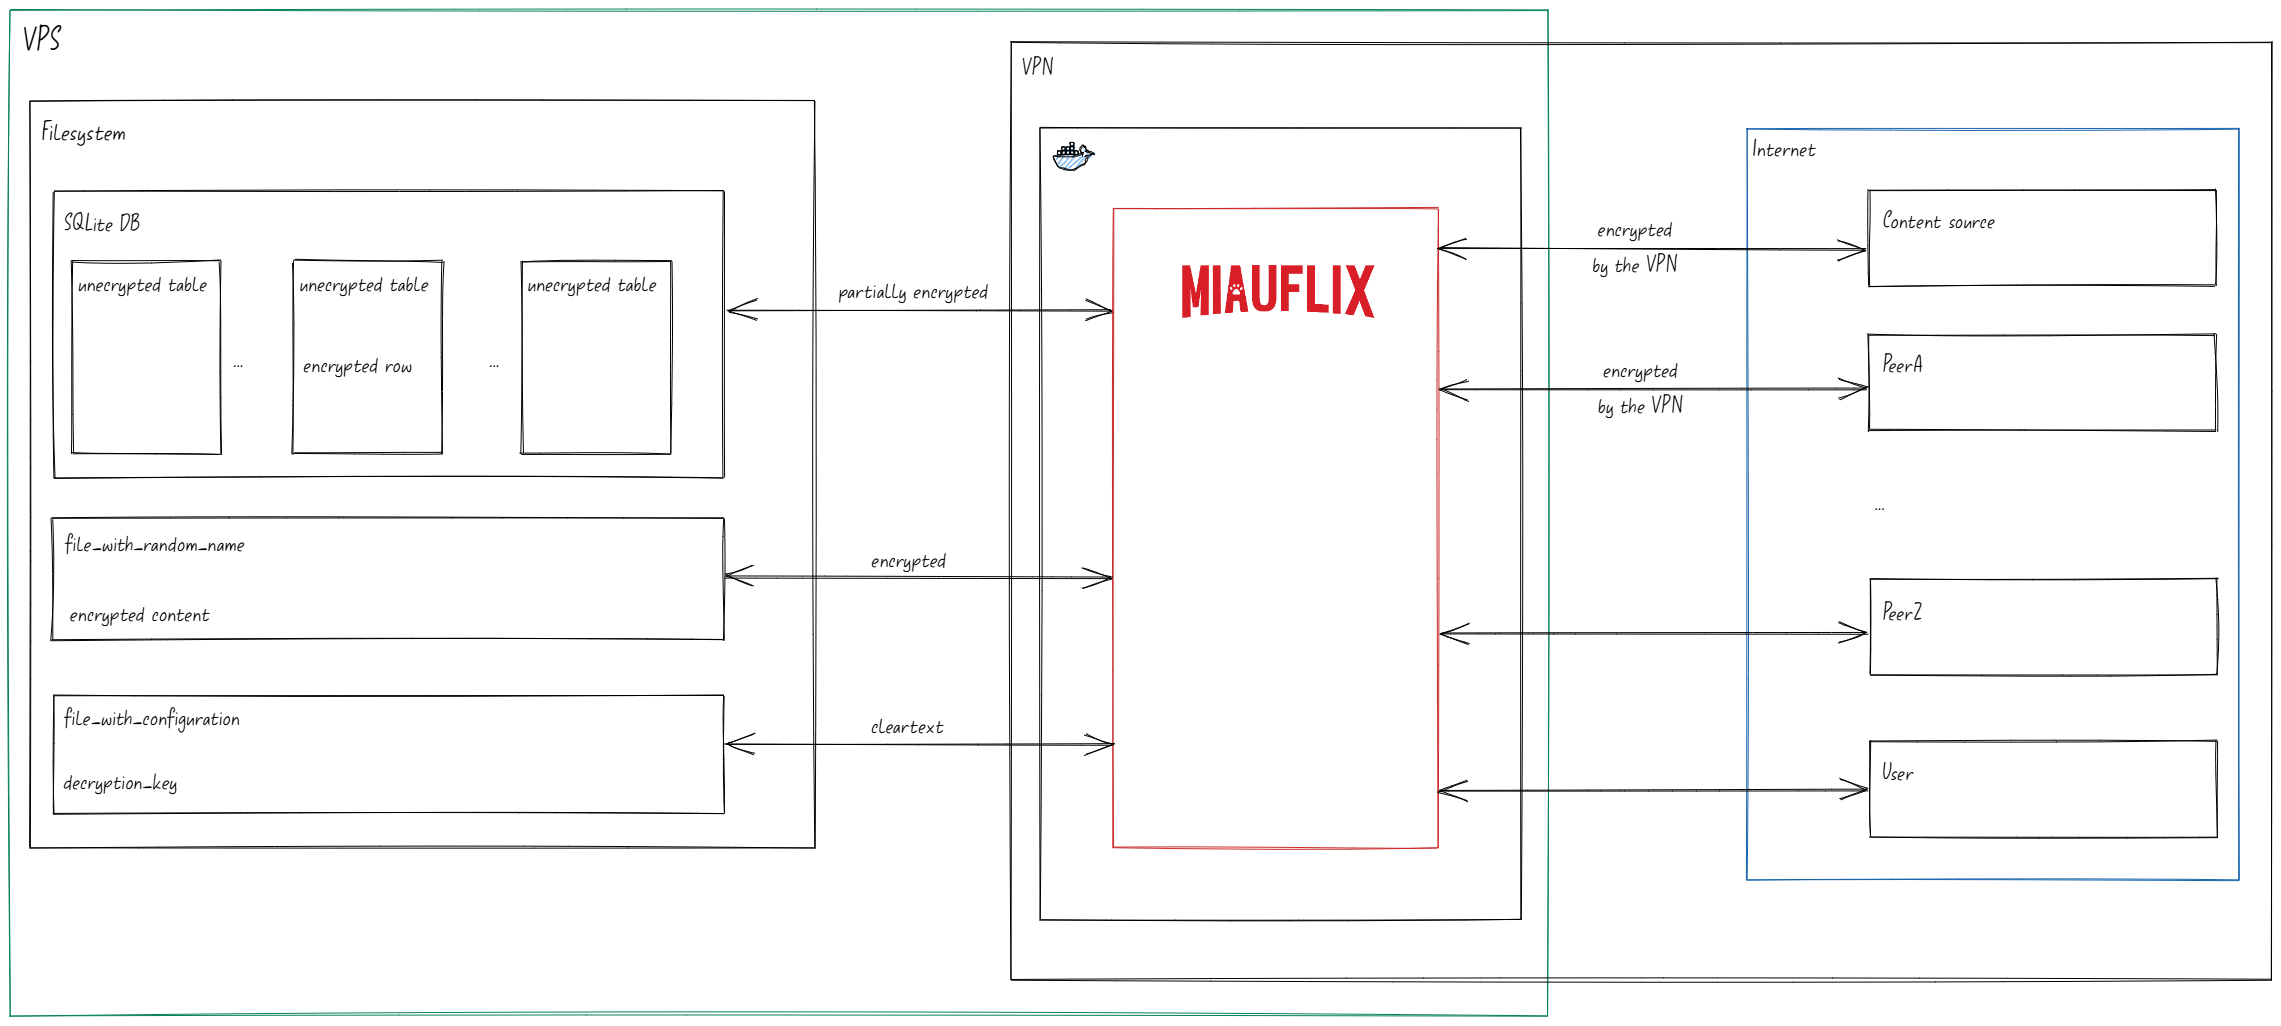 VPS
VPN
Filesystem
Internet
SQLite DB
unecrypted table
unecrypted table
unecrypted table
...
encrypted row
...
partially encrypted
MIAUFLIX
encrypted
by the VPN
Content source
encrypted
by the VPN
PeerA
...
file_with_random_name
encrypted content
encrypted
Peer2
file_with_configuration
decryption_key
cleartext
User